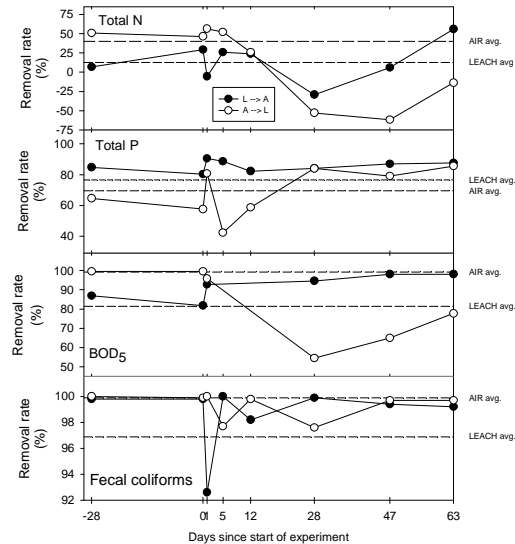 Total N
75
50
25
0
-25
-50
-75
Removal rate
(%)
L --> A
A --> L
AIR avg.
LEACH avg.
Total P
100
80
60
40
Removal rate
(%)
LEACH avg.
AIR avg.
100
90
80
70
60
50
Removal rate
(%)
BOD5
AIR avg.
LEACH avg.
100
98
96
94
92
Removal rate
(%)
Fecal coliforms
AIR avg.
LEACH avg.
-28 0 1 5 12 28 47 63
Days since start of experiment